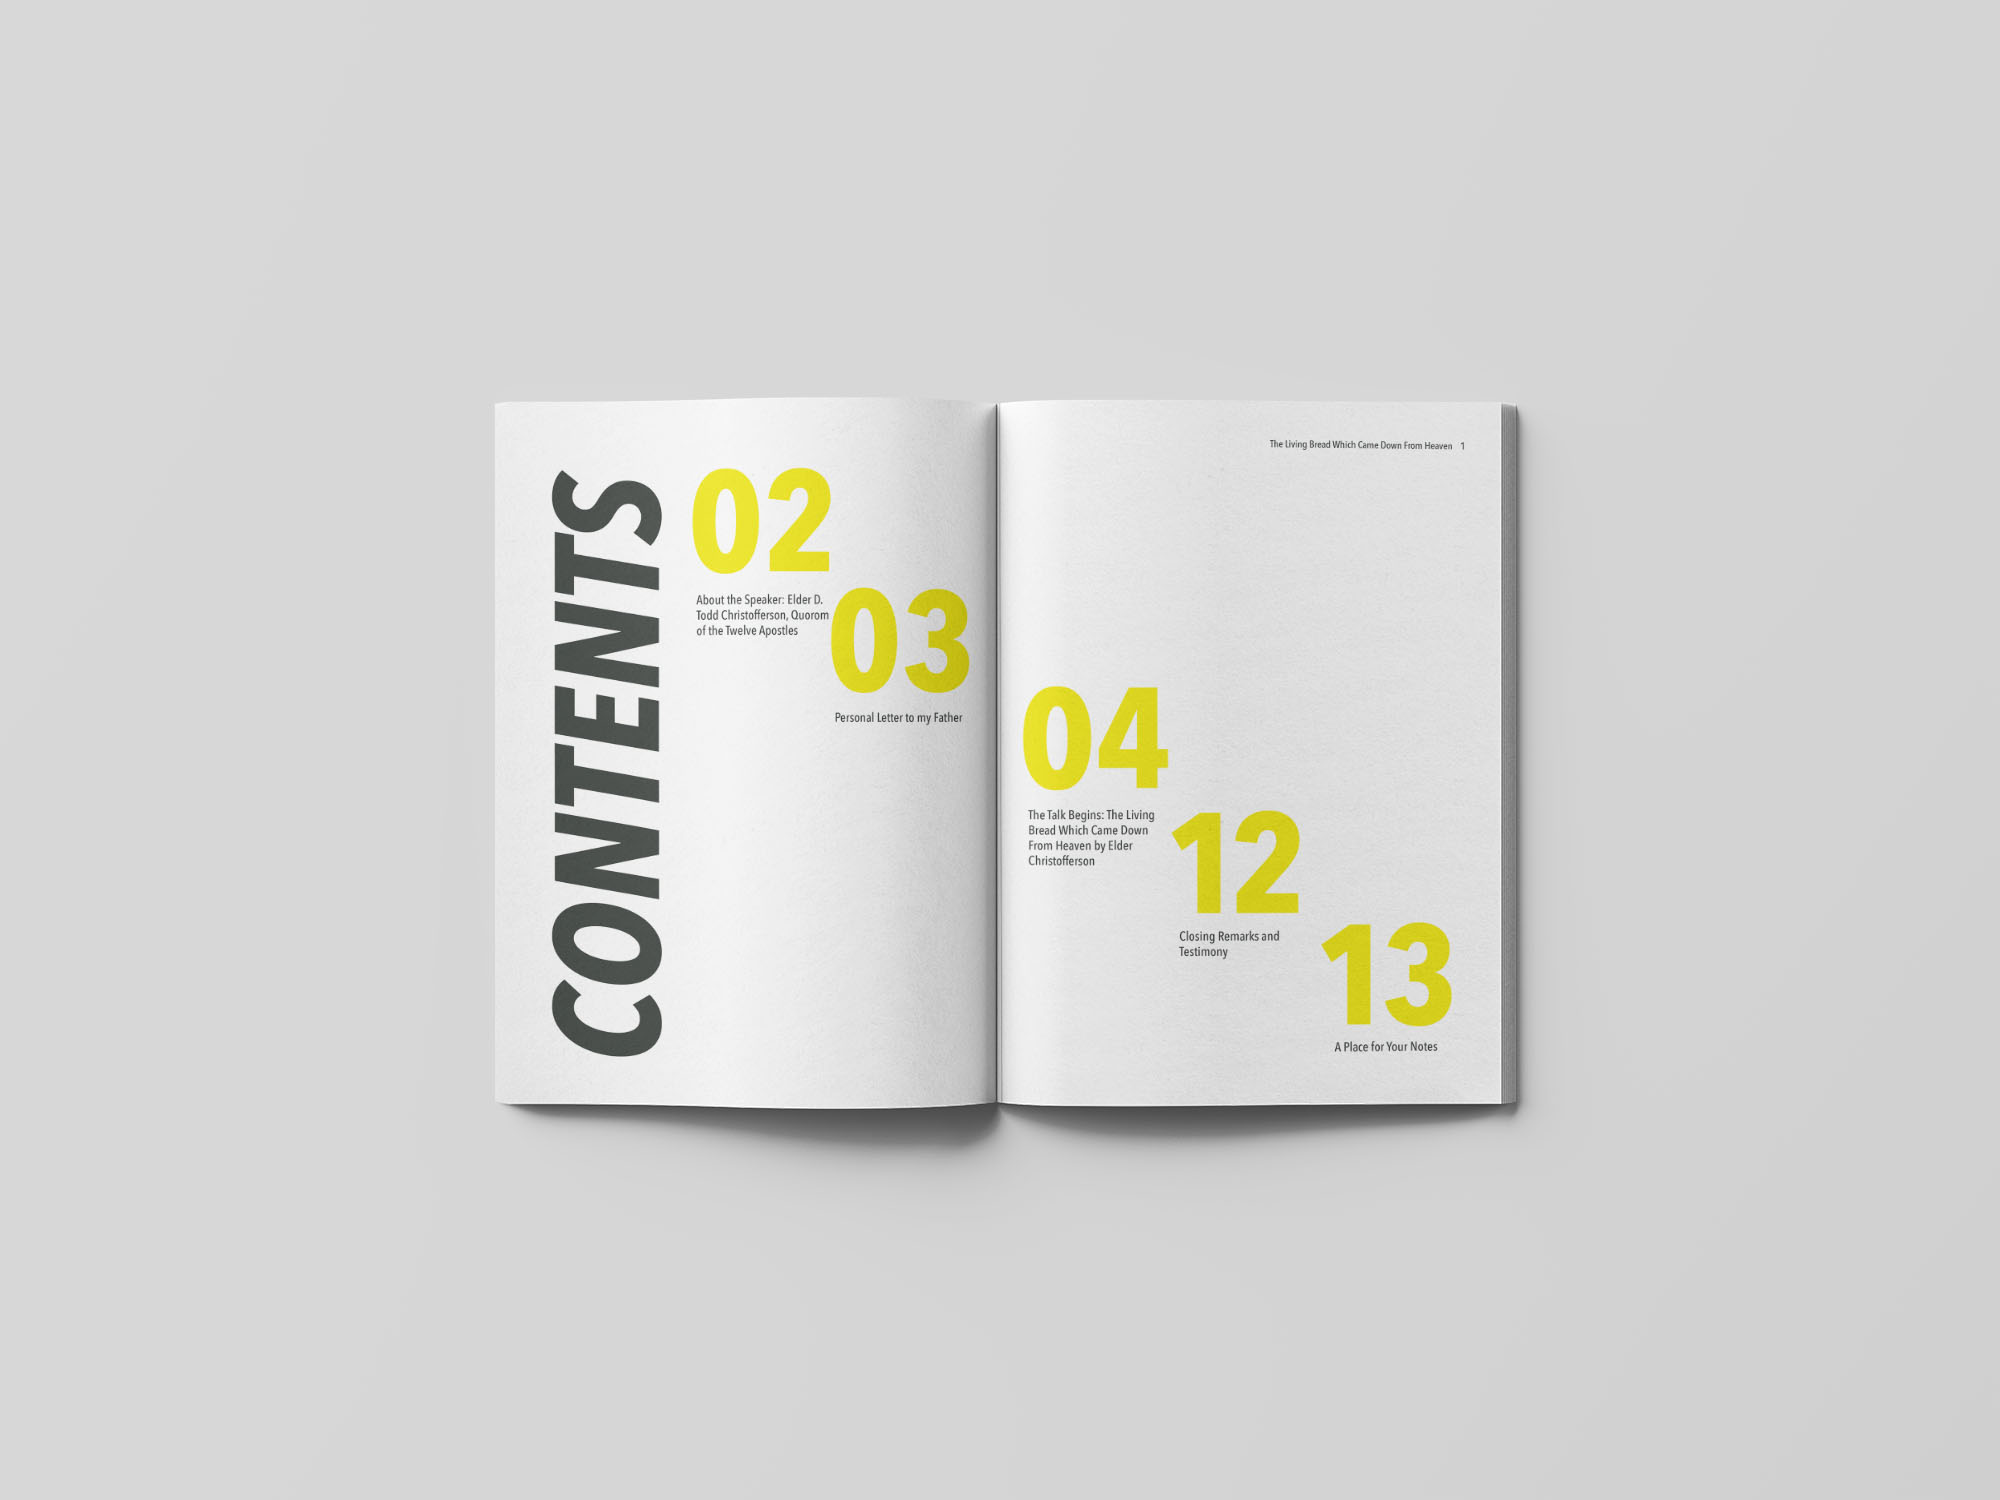 CONTENTS
02
About the Speaker: Elder D.
Todd Christofferson, Quorom
of the Twelve Apostles
03
Personal Letter to my Father
The Living Bread Which Came Down From Heaven 1
04
The Talk Begins: The Living
Bread Which Came Down
From Heaven by Elder
Christofferson
12
Closing Remarks and
Testimony
13
A Place for Your Notes